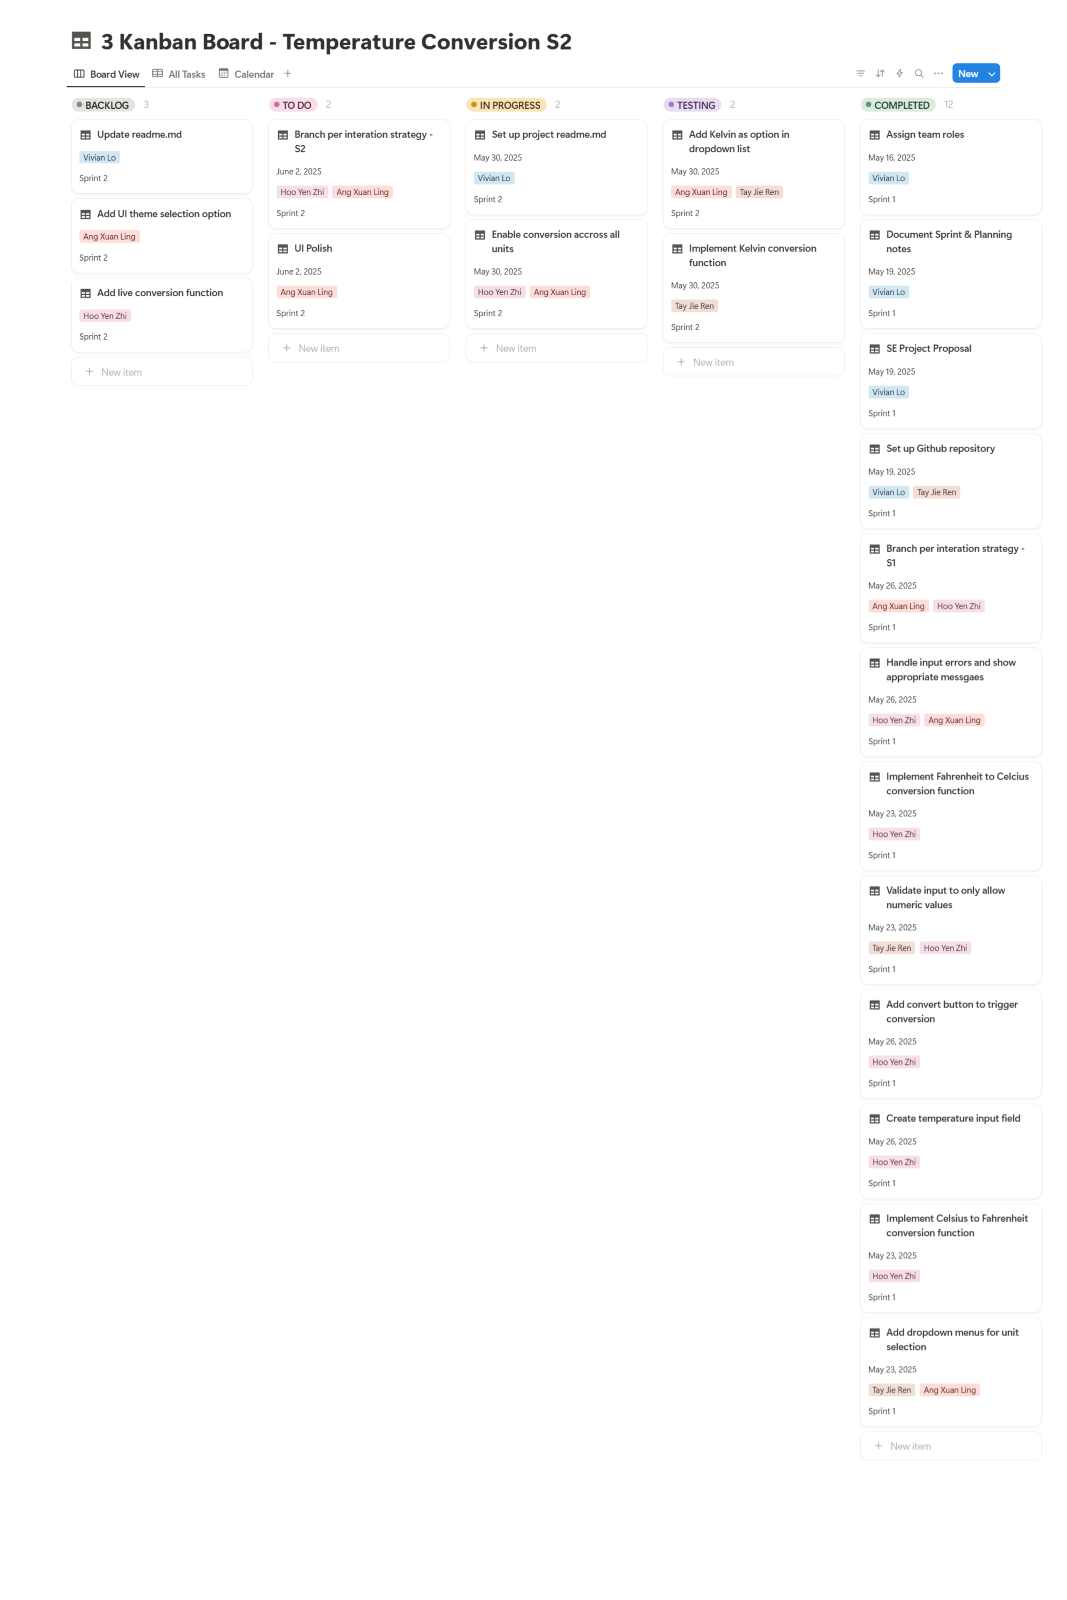 3 Kanban Board - Temperature Conversion S2
Board View
All Tasks
Calendar
New
BACKLOG 3
Update readme.md
Vivian Lo
Sprint 2
Add UI theme selection option
Ang Xuan Ling
Sprint 2
Add live conversion function
Hoo Yen Zhi
Sprint 2
+ New item
TO DO 2
Branch per interation strategy -
S2
June 2, 2025
Hoo Yen Zhi Ang Xuan Ling
Sprint 2
UI Polish
June 2, 2025
Ang Xuan Ling
Sprint 2
+ New item
IN PROGRESS 2
Set up project readme.md
May 30, 2025
Vivian Lo
Sprint 2
Enable conversion accross all
units
May 30, 2025
Hoo Yen Zhi Ang Xuan Ling
Sprint 2
+ New item
TESTING 2
Add Kelvin as option in
dropdown list
May 30, 2025
Ang Xuan Ling Tay Jie Ren
Sprint 2
Implement Kelvin conversion
function
May 30, 2025
Tay Jie Ren
Sprint 2
+ New item
COMPLETED 12
Assign team roles
May 16, 2025
Vivian Lo
Sprint 1
Document Sprint & Planning
notes
May 19, 2025
Vivian Lo
Sprint 1
SE Project Proposal
May 19, 2025
Vivian Lo
Sprint 1
Set up Github repository
May 19, 2025
Vivian Lo Tay Jie Ren
Sprint 1
Branch per interation strategy -
S1
May 26, 2025
Ang Xuan Ling Hoo Yen Zhi
Sprint 1
Handle input errors and show
appropriate messgaes
May 26, 2025
Hoo Yen Zhi Ang Xuan Ling
Sprint 1
Implement Fahrenheit to Celcius
conversion function
May 23, 2025
Hoo Yen Zhi
Sprint 1
Validate input to only allow
numeric values
May 23, 2025
Tay Jie Ren Hoo Yen Zhi
Sprint 1
Add convert button to trigger
conversion
May 26, 2025
Hoo Yen Zhi
Sprint 1
Create temperature input field
May 26, 2025
Hoo Yen Zhi
Sprint 1
Implement Celsius to Fahrenheit
conversion function
May 23, 2025
Hoo Yen Zhi
Sprint 1
Add dropdown menus for unit
selection
May 23, 2025
Tay Jie Ren Ang Xuan Ling
Sprint 1
+ New item